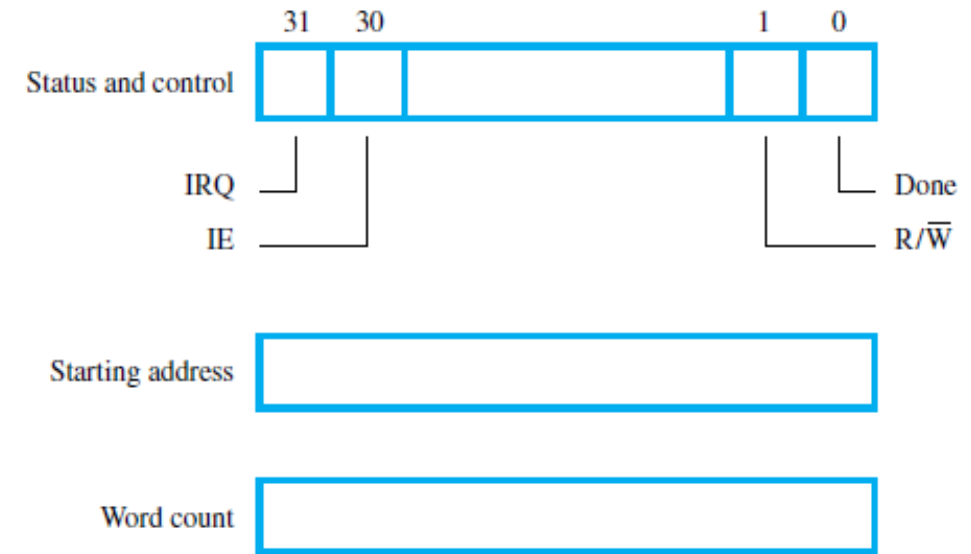 31 30 1 0
Status and control
IRQ Done
IE R/W̅
Starting address
Word count